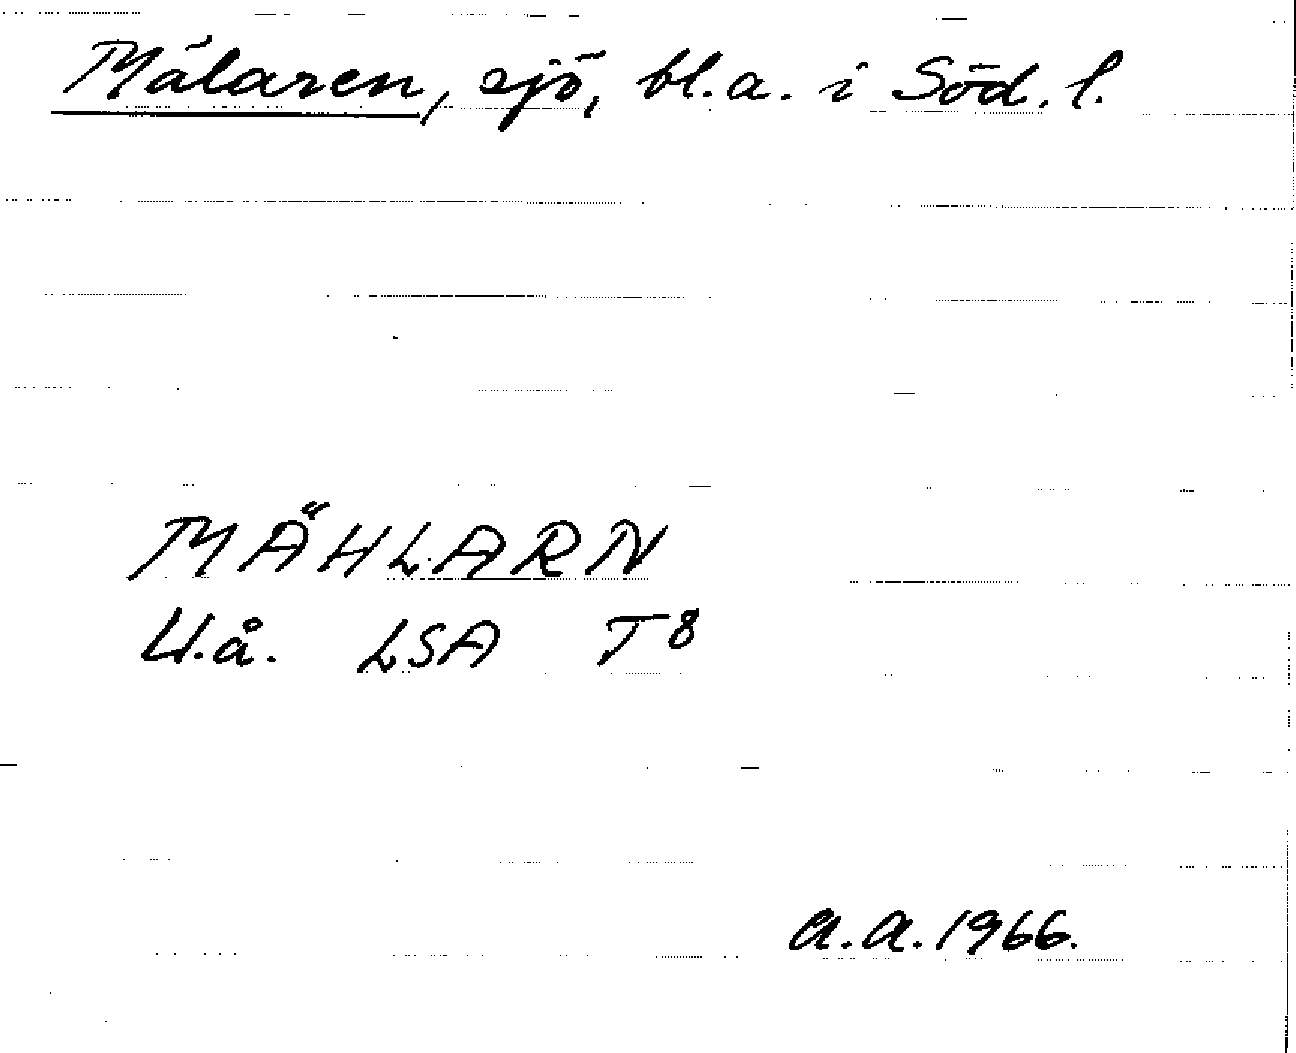 Mälaren, sjö, bl.a. i Söd. l.
MÄHLARN
U.å. LSA T8
a.a. 1966.